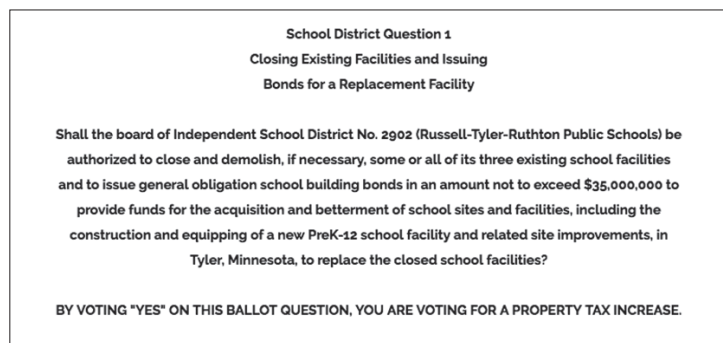 School District Question 1
Closing Existing Facilities and Issuing
Bonds for a Replacement Facility
Shall the board of Independent School District No. 2902 (Russell-Tyler-Ruthton Public Schools) be
authorized to close and demolish, if necessary, some or all of its three existing school facilities
and to issue general obligation school building bonds in an amount not to exceed $35,000,000 to
provide funds for the acquisition and betterment of school sites and facilities, including the
construction and equipping of a new PreK-12 school facility and related site improvements, in
Tyler, Minnesota, to replace the closed school facilities?
BY VOTING "YES" ON THIS BALLOT QUESTION, YOU ARE VOTING FOR A PROPERTY TAX INCREASE.